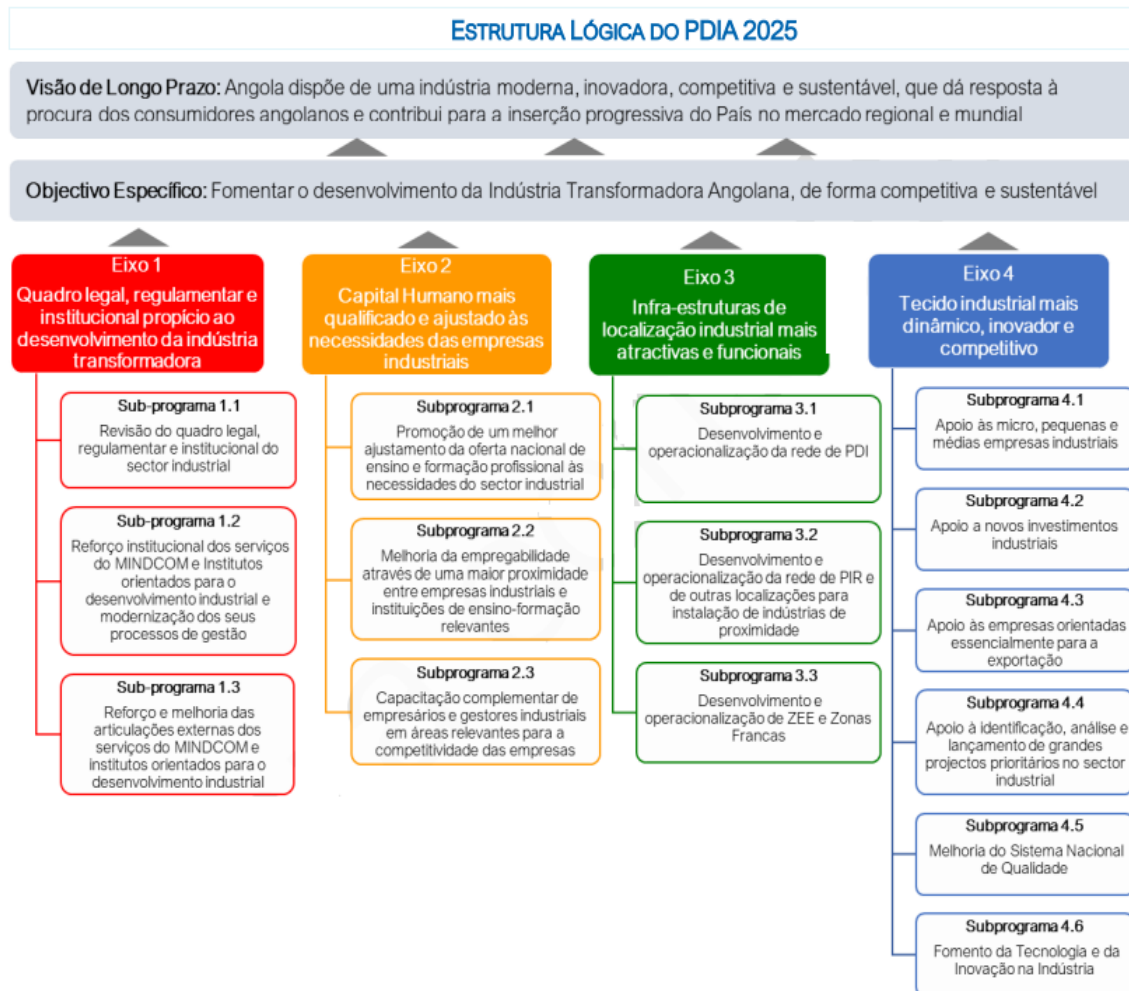 ESTRUTURA LÓGICA DO PDIA 2025
Visão de Longo Prazo: Angola dispõe de uma indústria moderna, inovadora, competitiva e sustentável, que dá resposta à
procura dos consumidores angolanos e contribui para a inserção progressiva do País no mercado regional e mundial
Objectivo Específico: Fomentar o desenvolvimento da Indústria Transformadora Angolana, de forma competitiva e sustentável
Eixo 1
Quadro legal, regulamentar e
institucional propício ao
desenvolvimento da indústria
transformadora
Sub-programa 1.1
Revisão do quadro legal,
regulamentar e institucional do
sector industrial
Sub-programa 1.2
Reforço institucional dos serviços
do MINDCOM e Institutos
orientados para o
desenvolvimento industrial e
modernização dos seus
processos de gestão
Sub-programa 1.3
Reforço e melhoria das
articulações externas dos
serviços do MINDCOM e
institutos orientados para o
desenvolvimento industrial
Eixo 2
Capital Humano mais
qualificado e ajustado às
necessidades das empresas
industriais
Subprograma 2.1
Promoção de um melhor
ajustamento da oferta nacional de
ensino e formação profissional às
necessidades do sector industrial
Subprograma 2.2
Melhoria da empregabilidade
através de uma maior proximidade
entre empresas industriais e
instituições de ensino-formação
relevantes
Subprograma 2.3
Capacitação complementar de
empresários e gestores industriais
em áreas relevantes para a
competitividade das empresas
Eixo 3
Infra-estruturas de
localização industrial mais
atractivas e funcionais
Subprograma 3.1
Desenvolvimento e
operacionalização da rede de PDI
Subprograma 3.2
Desenvolvimento e
operacionalização da rede de PIR e
de outras localizações para
instalação de indústrias de
proximidade
Subprograma 3.3
Desenvolvimento e
operacionalização de ZEE e Zonas
Francas
Eixo 4
Tecido industrial mais
dinâmico, inovador e
competitivo
Subprograma 4.1
Apoio às micro, pequenas e
médias empresas industriais
Subprograma 4.2
Apoio a novos investimentos
industriais
Subprograma 4.3
Apoio às empresas orientadas
essencialmente para a
exportação
Subprograma 4.4
Apoio à identificação, análise e
lançamento de grandes
projectos prioritários no sector
industrial
Subprograma 4.5
Melhoria do Sistema Nacional
de Qualidade
Subprograma 4.6
Fomento da Tecnologia e da
Inovação na Indústria